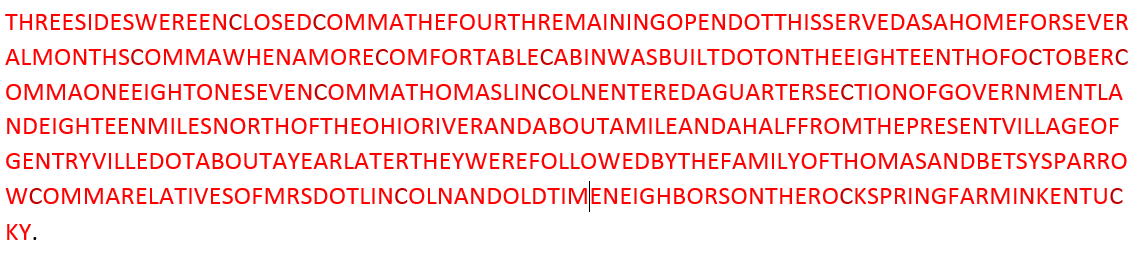 THREESIDESWEREENCLOSEDCOMMATHEFOURTHREMAININGOPENDOTTHISSERVEDASAHOMEFORSEVER
ALMONTHSCOMMAWHENAMORECOMFORTABLECABINWASBUILTDOTONTHEEIGHTEENTHOFOCTOBERC
OMMAONEEIGHTONESEVENCOMMATHOMASLINCOLNENTEREDAGUARTERSECTIONOFGOVERNMENTLA
NDEIGHTEENMILESNORTHOFTHEOHIORIVERANDABOUTAMILEANDAHALFFROMTHEPRESENTVILLAGEOF
GENTRYVILLEDOTABOUTAYEARLATERTHEYWEREFOLLOWEDBYTHEFAMILYOFTHOMASANDBETSYSPARRO
WCOMMARELATIVESOFMRSDOTLINCOLNANDOLDTIMENEIGHBORSONTHEROCKSPRINGFARMINKENTUC
KY.